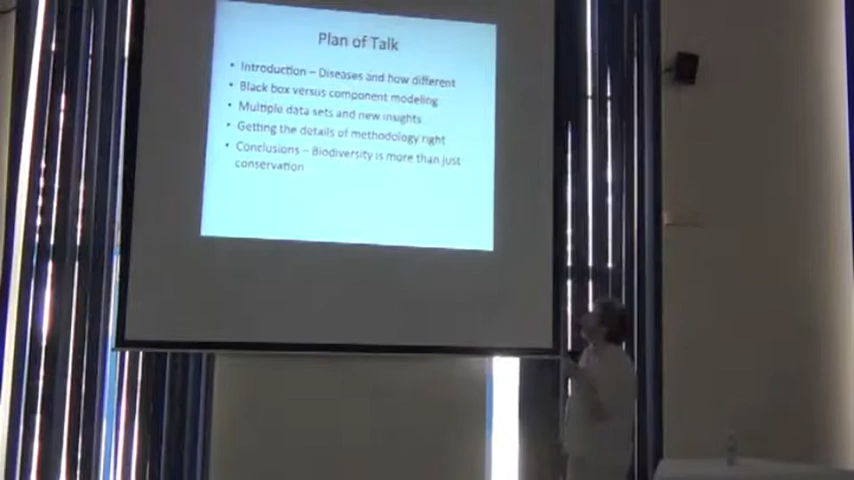 Plan of Talk
• Introduction – Diseases and how different
• Black box versus component modeling
• Multiple data sets and new insights
• Getting the details of methodology right
• Conclusions – Biodiversity is more than just
conservation